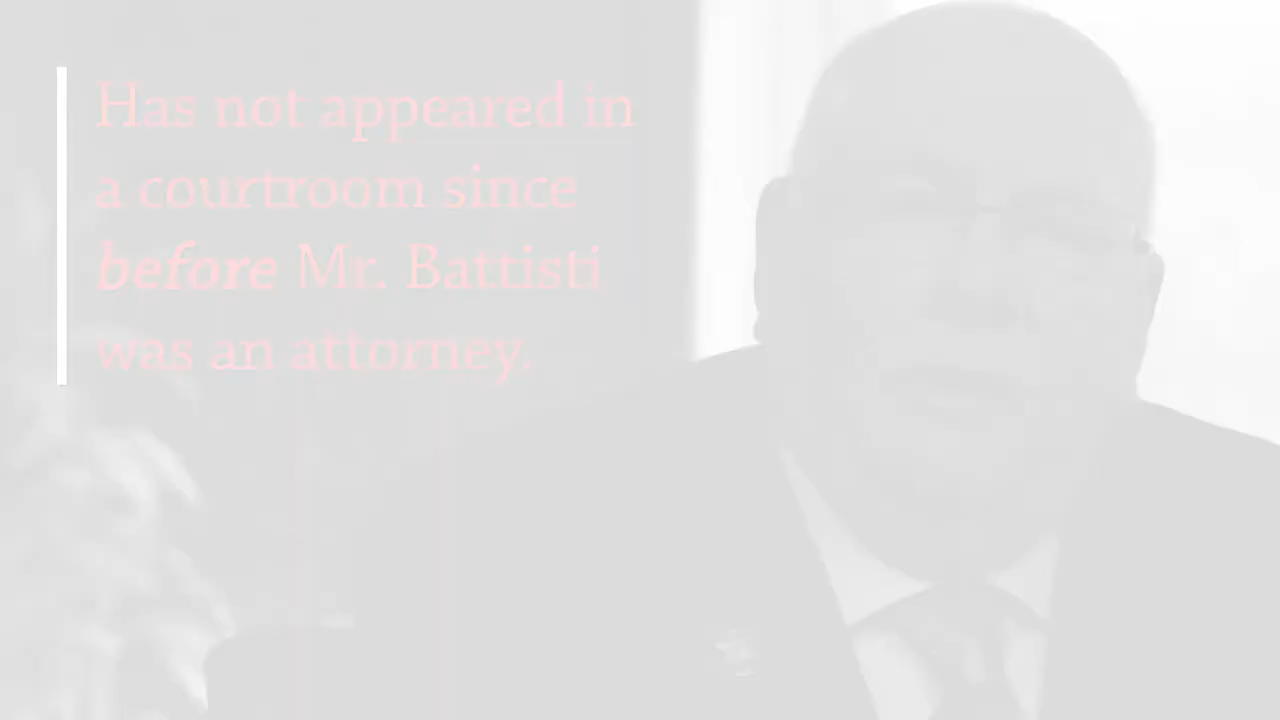 Has not appeared in
a courtroom since
before Mr. Battisti
was an attorney.